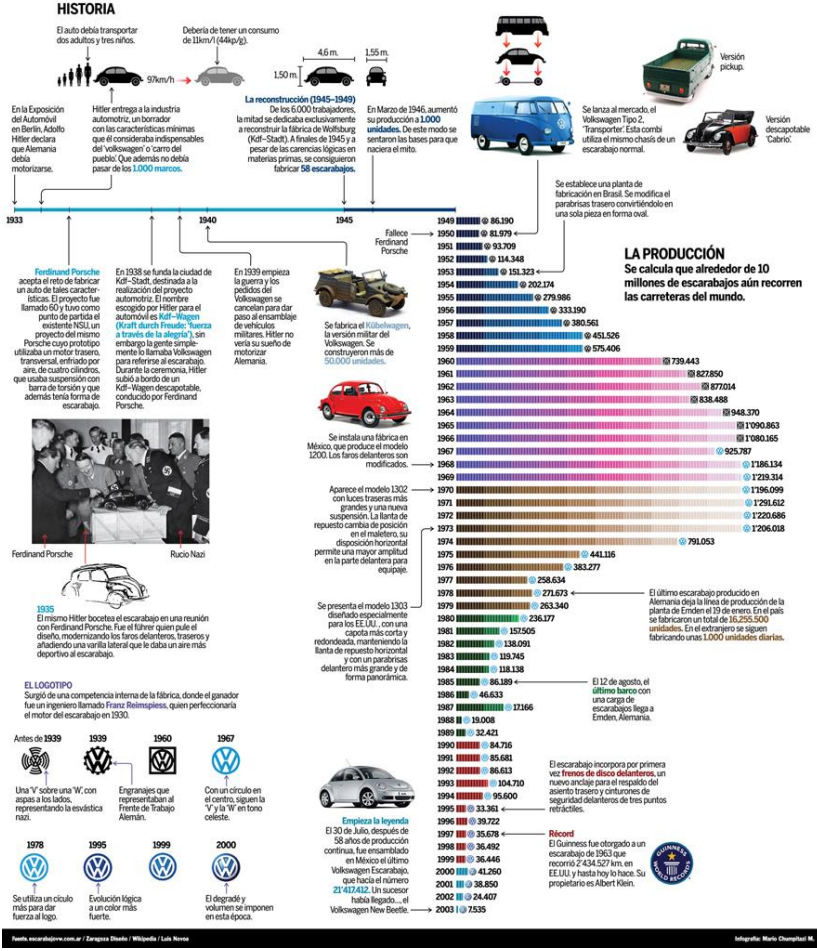 HISTORIA
El auto debía transportar
dos adultos y tres niños.
Debería de tener un consumo
de 11km/l (44kp/g).
97km/h
4,6 m.
1,55 m.
1,50 m.
Versión
pickup.
Versión
descapotable
'Cabrio'.
En la Exposición
del Automóvil
en Berlín, Adolfo
Hitler declara
que Alemania
debía
motorizarse.
Hitler entrega a la industria
automotriz, un borrador
con las características mínimas
que él consideraba indispensables
del 'volkswagen' o 'carro del
pueblo'. Que además no debía
pasar de los 1.000 marcos.
La reconstrucción (1945–1949)
De los 6.000 trabajadores,
la mitad se dedicaba exclusivamente
a reconstruir la fábrica de Wolfsburg
(Kdf–Stadt). A finales de 1945 y a
pesar de las carencias lógicas en
materias primas, se consiguieron
fabricar 58 escarabajos.
En Marzo de 1946, aumentó
su producción a 1.000
unidades. De este modo se
sentaron las bases para que
naciera el mito.
Se lanza al mercado, el
Volkswagen Tipo 2,
'Transporter'. Esta combi
utiliza el mismo chasís de un
escarabajo normal.
Se establece una planta de
fabricación en Brasil. Se modifica el
parabrisas trasero convirtiéndolo en
una sola pieza en forma oval.
1933
1940
1945
Ferdinand Porsche
acepta el reto de fabricar
un auto de tales caracter-
ísticas. El proyecto fue
llamado 60 y tuvo como
punto de partida el
existente NSU, un
proyecto del mismo
Porsche cuyo prototipo
utilizaba un motor trasero,
transversal, enfriado por
aire, de cuatro cilindros,
que usaba suspensión con
barra de torsión y que
además tenía forma de
escarabajo.
En 1938 se funda la ciudad de
Kdf–Stadt, destinada a la
realización del proyecto
automotriz. El nombre
escogido por Hitler para el
automóvil es Kdf–Wagen
(Kraft durch Freude: 'fuerza
a través de la alegría'), sin
embargo la gente simple-
mente lo llamaba Volkswagen
para referirse al escarabajo.
Durante la ceremonia, Hitler
subió a bordo de un
Kdf–Wagen descapotable,
conducido por Ferdinand
Porsche.
En 1939 empieza
la guerra y los
pedidos del
Volkswagen se
cancelan para dar
paso al ensamblaje
de vehículos
militares. Hitler no
vería su sueño de
motorizar
Alemania.
Fallece
Ferdinand
Porsche
Se fabrica el Kübelwagen,
la versión militar del
Volkswagen. Se
construyeron más de
50.000 unidades.
LA PRODUCCIÓN
Se calcula que alrededor de 10
millones de escarabajos aún recorren
las carreteras del mundo.
1949 86.190
1950 81.979
1951 93.709
1952 114.348
1953 151.323
1954 202.174
1955 279.986
1956 333.190
1957 380.561
1958 451.526
1959 575.406
1960 739.443
1961 827.850
1962 877.014
1963 838.488
1964 948.370
1965 1'090.863
1966 1'080.165
1967 925.787
1968 1'186.134
1969 1'219.314
1970 1'196.099
1971 1'291.612
1972 1'220.686
1973 1'206.018
1974 791.053
1975 441.116
1976 383.277
1977 258.634
1978 271.673
1979 263.340
1980 236.177
1981 157.505
1982 138.091
1983 119.745
1984 118.138
1985 86.189
1986 46.633
1987 17.166
1988 19.008
1989 32.421
1990 84.716
1991 85.681
1992 86.613
1993 104.710
1994 95.600
1995 33.361
1996 39.722
1997 35.678
1998 36.492
1999 36.446
2000 41.260
2001 38.850
2002 24.407
2003 7.535
Se instala una fábrica en
México, que produce el modelo
1200. Los faros delanteros son
modificados.
Aparece el modelo 1302
con luces traseras más
grandes y una nueva
suspensión. La llanta de
repuesto cambia de posición
en el maletero, su
disposición horizontal
permite una mayor amplitud
en la parte delantera para
equipaje.
Se presenta el modelo 1303
diseñado especialmente
para los EE.UU., con una
capota más corta y
redondeada, manteniendo la
llanta de repuesto horizontal
y con un parabrisas
delantero más grande y de
forma panorámica.
El último escarabajo producido en
Alemania deja la línea de producción de la
planta de Emden el 19 de enero. En el país
se fabricaron un total de 16,255.500
unidades. En el extranjero se siguen
fabricando unas 1.000 unidades diarias.
El 12 de agosto, el
último barco con
una carga de
escarabajos llega a
Emden, Alemania.
El escarabajo incorpora por primera
vez frenos de disco delanteros, un
nuevo anclaje para el respaldo del
asiento trasero y cinturones de
seguridad delanteros de tres puntos
retráctiles.
Récord
El Guinness fue otorgado a un
escarabajo de 1963 que
recorrió 2'434.527 km. en
EE.UU. y hasta hoy lo hace. Su
propietario es Albert Klein.
GUINNESS
WORLD RECORDS
Empieza la leyenda
El 30 de Julio, después de
58 años de producción
continua, fue ensamblado
en México el último
Volkswagen Escarabajo,
que hacía el número
21'417.412. Un sucesor
había llegado..., el
Volkswagen New Beetle.
Ferdinand Porsche
Rucio Nazi
1935
El mismo Hitler bocetea el escarabajo en una reunión
con Ferdinand Porsche. Fue el führer quien pule el
diseño, modernizando los faros delanteros, traseros y
añadiendo una varilla lateral que le daba un aire más
deportivo al escarabajo.
EL LOGOTIPO
Surgió de una competencia interna de la fábrica, donde el ganador
fue un ingeniero llamado Franz Reimspiess, quien perfeccionaría
el motor del escarabajo en 1930.
Antes de 1939
1939
1960
1967
Una 'V' sobre una 'W', con
aspas a los lados,
representando la esvástica
nazi.
Engranajes que
representaban al
Frente de Trabajo
Alemán.
Con un círculo en
el centro, siguen la
'V' y la 'W' en tono
celeste.
1978
1995
1999
2000
Se utiliza un cículo
más para dar
fuerza al logo.
Evolución lógica
a un color más
fuerte.
El degradé y
volumen se imponen
en esta época.
fuente. escarabajovw.com.ar / Zaragoza Diseño / Wikipedia / Luis Novoa
Infografía: Mario Chumpitazi M.